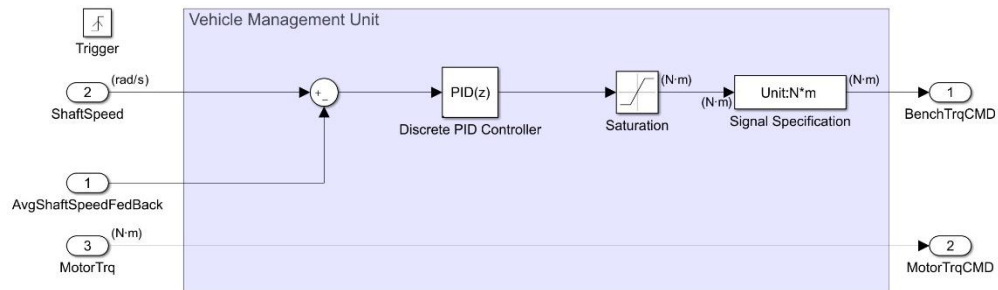 Vehicle Management Unit
Trigger
(rad/s)
2
ShaftSpeed
+
-
PID(z)
Discrete PID Controller
Saturation
(N·m)
(N·m)
Unit:N*m
Signal Specification
(N·m)
1
BenchTrqCMD
1
AvgShaftSpeedFedBack
(N·m)
3
MotorTrq
2
MotorTrqCMD